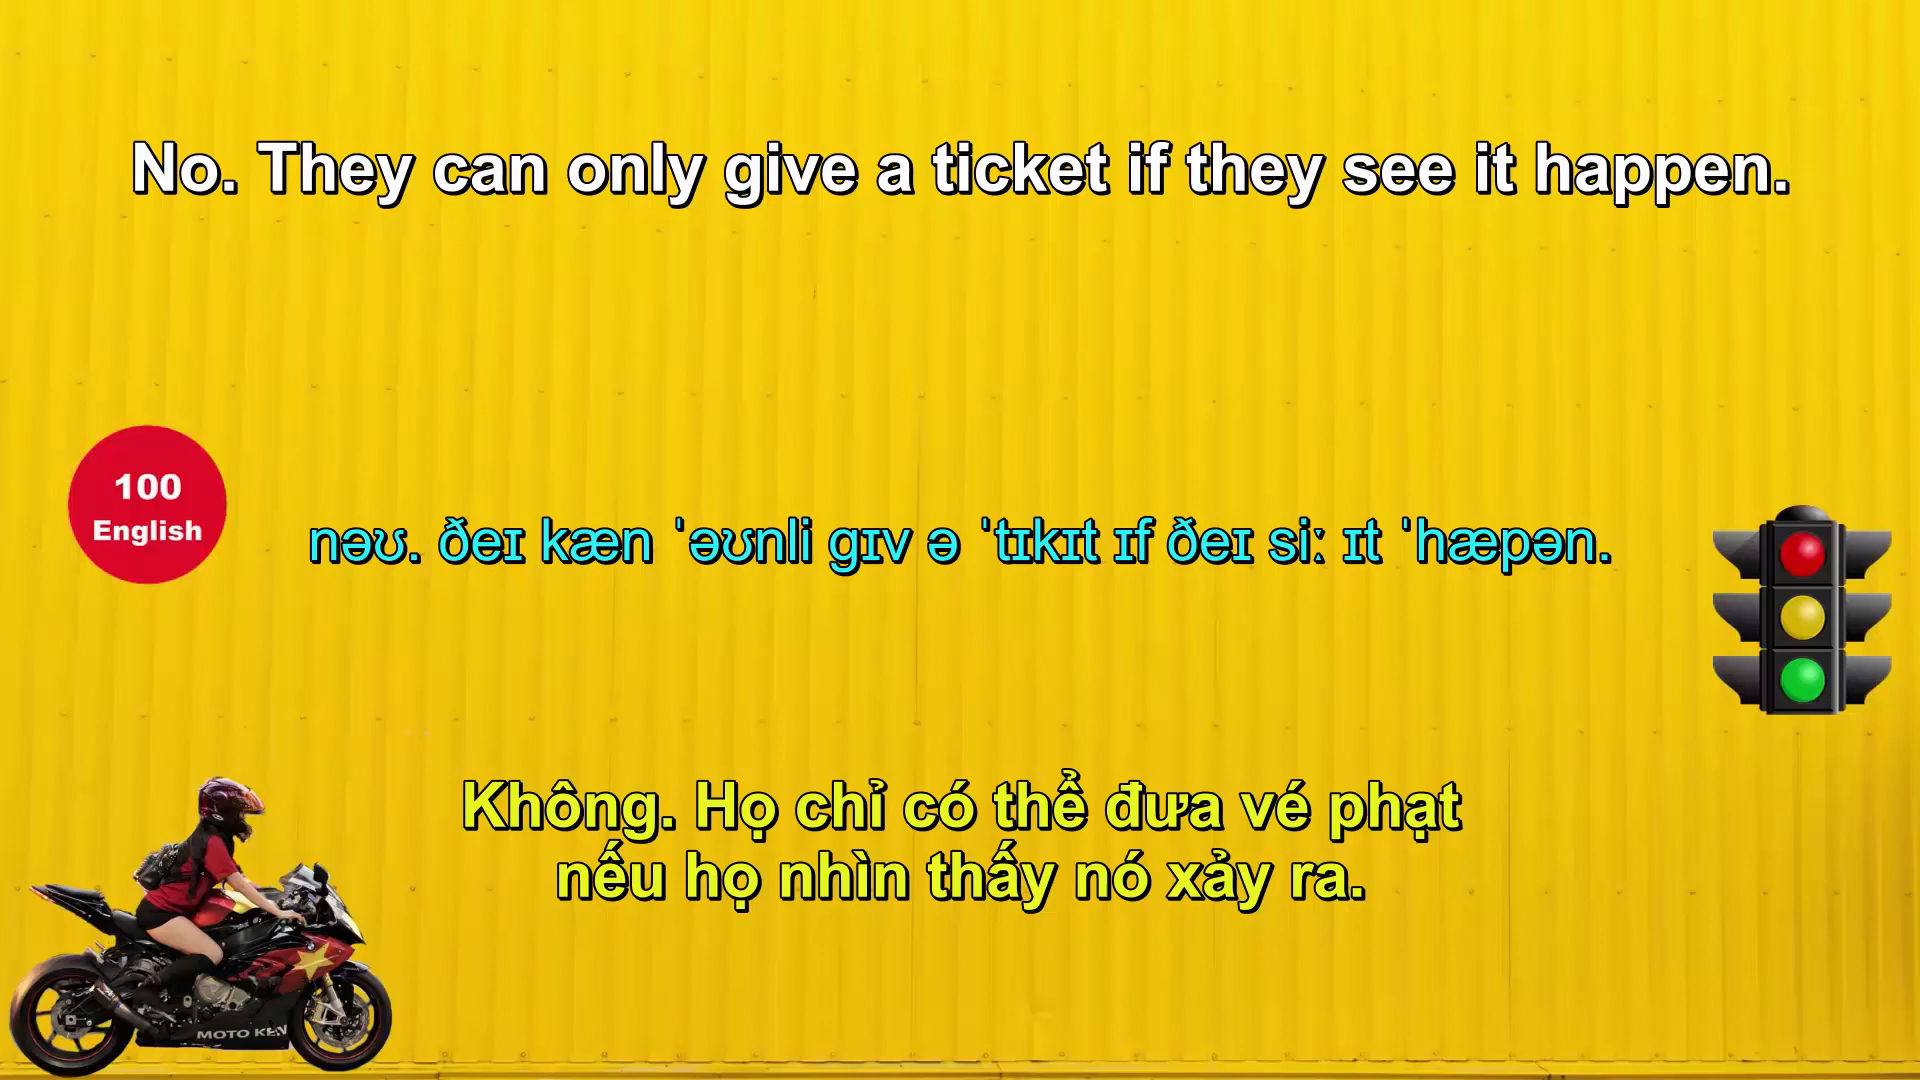 No. They can only give a ticket if they see it happen.
100
English
nəʊ. ðeɪ kæn ˈəʊnli gɪv ə ˈtɪkɪt ɪf ðeɪ siː ɪt ˈhæpən.
Không. Họ chỉ có thể đưa vé phạt
nếu họ nhìn thấy nó xảy ra.
MOTO KEN